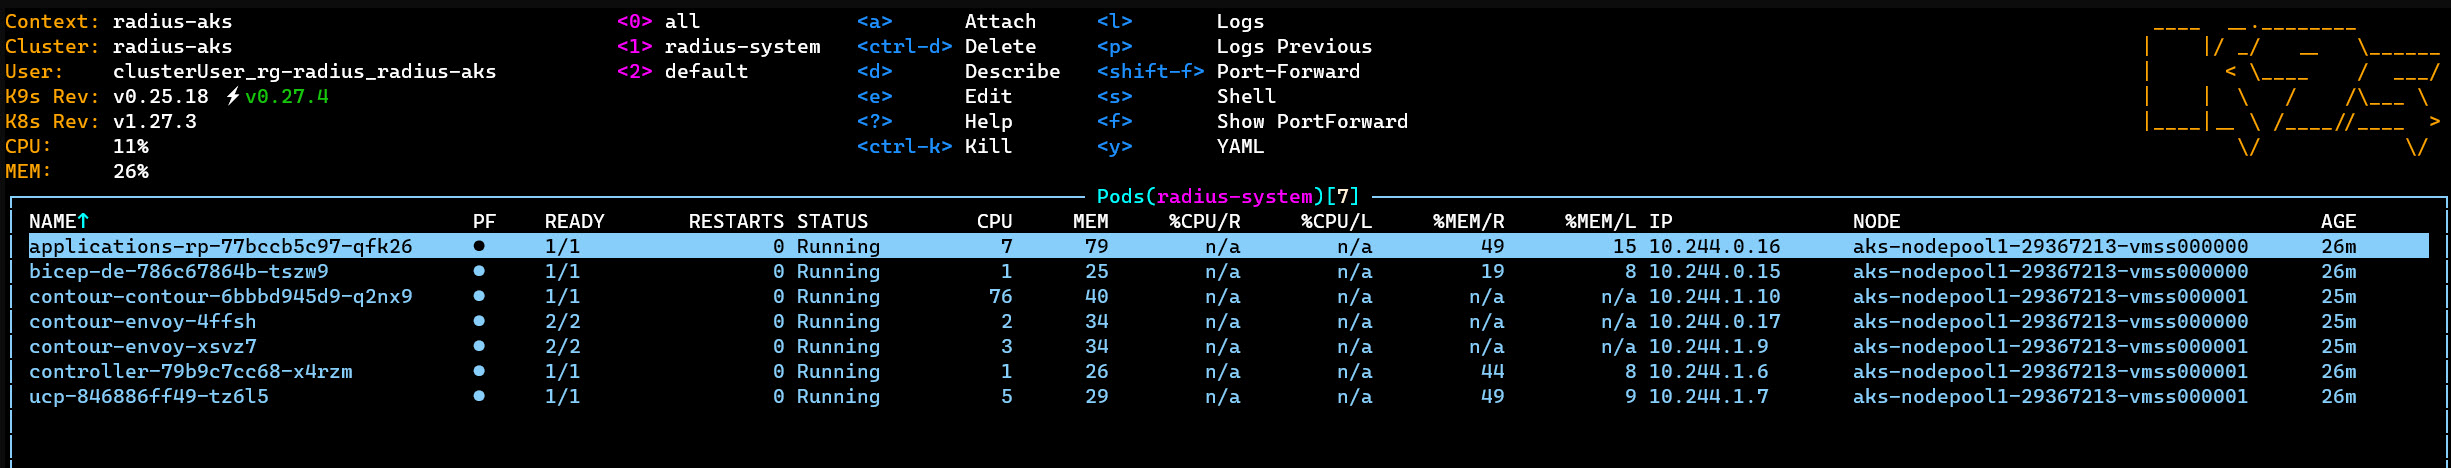 Context: radius-aks <0> all <a> Attach <l> Logs
Cluster: radius-aks <1> radius-system <ctrl-d> Delete <p> Logs Previous
User: clusterUser_rg-radius_radius-aks <2> default <d> Describe <shift-f> Port-Forward
K9s Rev: v0.25.18 ⚡v0.27.4 <e> Edit <s> Shell
K8s Rev: v1.27.3 <?> Help <f> Show PortForward
CPU: 11% <ctrl-k> Kill <y> YAML
MEM: 26%
Pods(radius-system)[7]
NAME↑ PF READY RESTARTS STATUS CPU MEM %CPU/R %CPU/L %MEM/R %MEM/L IP NODE AGE
applications-rp-77bccb5c97-qfk26 ● 1/1 0 Running 7 79 n/a n/a 49 15 10.244.0.16 aks-nodepool1-29367213-vmss000000 26m
bicep-de-786c67864b-tszw9 ● 1/1 0 Running 1 25 n/a n/a 19 8 10.244.0.15 aks-nodepool1-29367213-vmss000000 26m
contour-contour-6bbbd945d9-q2nx9 ● 1/1 0 Running 76 40 n/a n/a n/a n/a 10.244.1.10 aks-nodepool1-29367213-vmss000001 25m
contour-envoy-4ffsh ● 2/2 0 Running 2 34 n/a n/a n/a n/a 10.244.0.17 aks-nodepool1-29367213-vmss000000 25m
contour-envoy-xsvz7 ● 2/2 0 Running 3 34 n/a n/a n/a n/a 10.244.1.9 aks-nodepool1-29367213-vmss000001 25m
controller-79b9c7cc68-x4rzm ● 1/1 0 Running 1 26 n/a n/a 44 8 10.244.1.6 aks-nodepool1-29367213-vmss000001 26m
ucp-846886ff49-tz6l5 ● 1/1 0 Running 5 29 n/a n/a 49 9 10.244.1.7 aks-nodepool1-29367213-vmss000001 26m